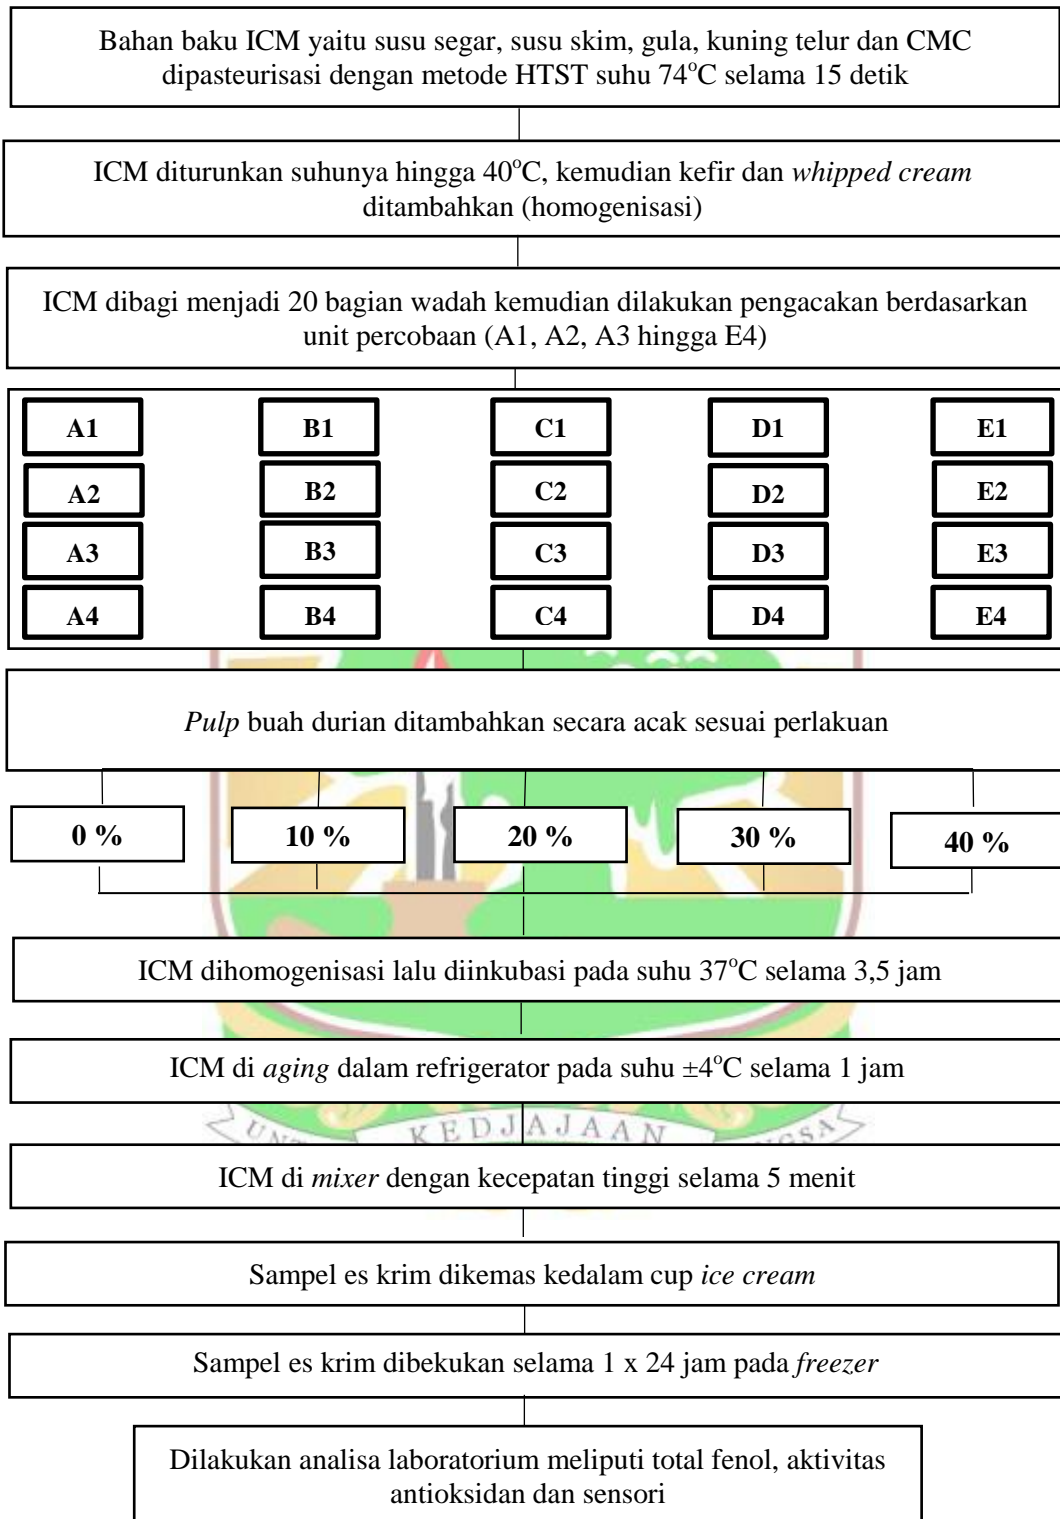 Bahan baku ICM yaitu susu segar, susu skim, gula, kuning telur dan CMC
dipasteurisasi dengan metode HTST suhu 74°C selama 15 detik
ICM diturunkan suhunya hingga 40°C, kemudian kefir dan whipped cream
ditambahkan (homogenisasi)
ICM dibagi menjadi 20 bagian wadah kemudian dilakukan pengacakan berdasarkan
unit percobaan (A1, A2, A3 hingga E4)
A1 B1 C1 D1 E1
A2 B2 C2 D2 E2
A3 B3 C3 D3 E3
A4 B4 C4 D4 E4
Pulp buah durian ditambahkan secara acak sesuai perlakuan
0 % 10 % 20 % 30 % 40 %
ICM dihomogenisasi lalu diinkubasi pada suhu 37°C selama 3,5 jam
ICM di aging dalam refrigerator pada suhu ±4°C selama 1 jam
KEDJAJAAN
ICM di mixer dengan kecepatan tinggi selama 5 menit
Sampel es krim dikemas kedalam cup ice cream
Sampel es krim dibekukan selama 1 x 24 jam pada freezer
Dilakukan analisa laboratorium meliputi total fenol, aktivitas
antioksidan dan sensori